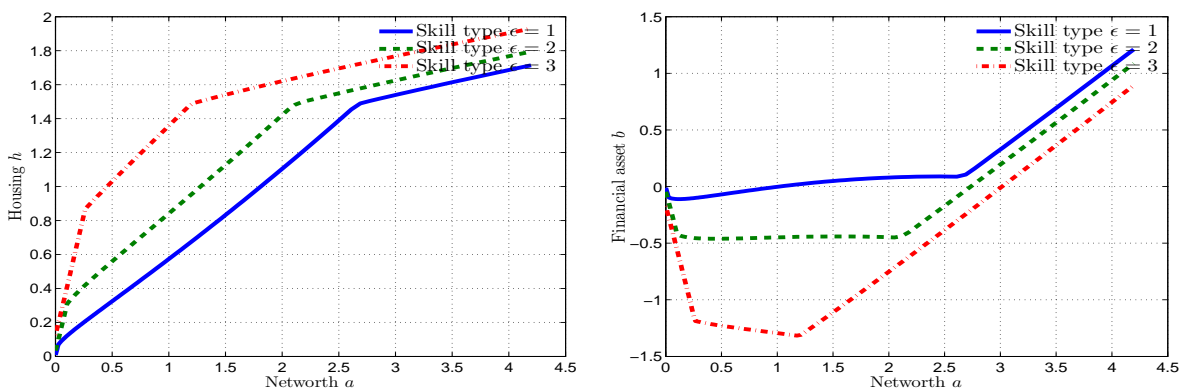 2
1.8
1.6
1.4
1.2
1
0.8
0.6
0.4
0.2
0
Housing h
Skill type ϵ = 1
Skill type ϵ = 2
Skill type ϵ = 3
0 0.5 1 1.5 2 2.5 3 3.5 4 4.5
Networth a
1.5
1
0.5
0
−0.5
−1
−1.5
Financial asset b
Skill type ϵ = 1
Skill type ϵ = 2
Skill type ϵ = 3
0 0.5 1 1.5 2 2.5 3 3.5 4 4.5
Networth a